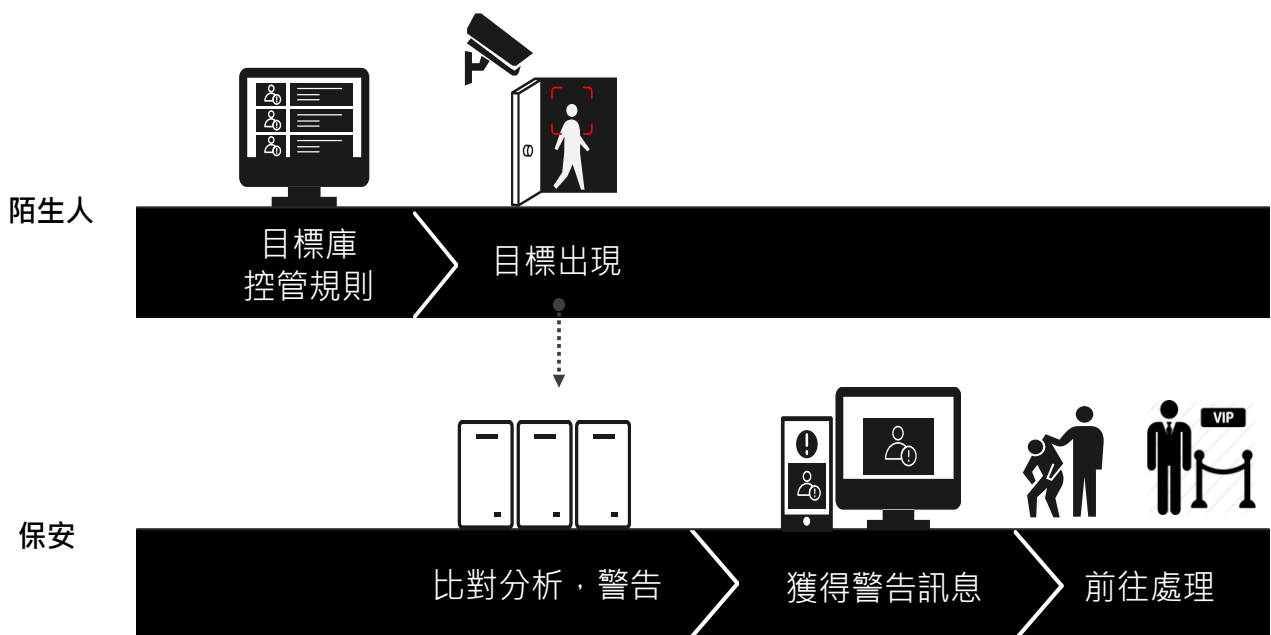 陌生人
目標庫
控管規則
目標出現
VIP
保安
比對分析，警告
獲得警告訊息
前往處理